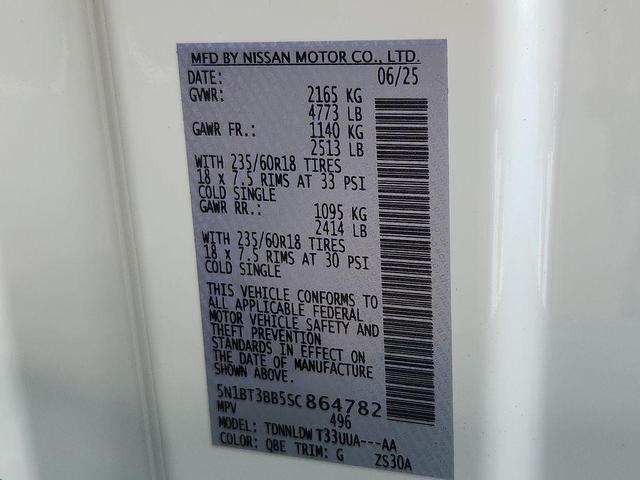 MFD BY NISSAN MOTOR CO., LTD.
DATE: 06/25
GVWR: 2165 KG
4773 LB
GAWR FR.: 1140 KG
2513 LB
WITH 235/60R18 TIRES
18 x 7.5 RIMS AT 33 PSI
COLD SINGLE
GAWR RR.: 1095 KG
2414 LB
WITH 235/60R18 TIRES
18 x 7.5 RIMS AT 30 PSI
COLD SINGLE
THIS VEHICLE CONFORMS TO
ALL APPLICABLE FEDERAL
MOTOR VEHICLE SAFETY AND
THEFT PREVENTION
STANDARDS IN EFFECT ON
THE DATE OF MANUFACTURE
SHOWN ABOVE.
5N1BT3BB5SC864782
MPV 496
MODEL: TDNNLDW T33UUA---AA
COLOR: QBE TRIM: G ZS30A